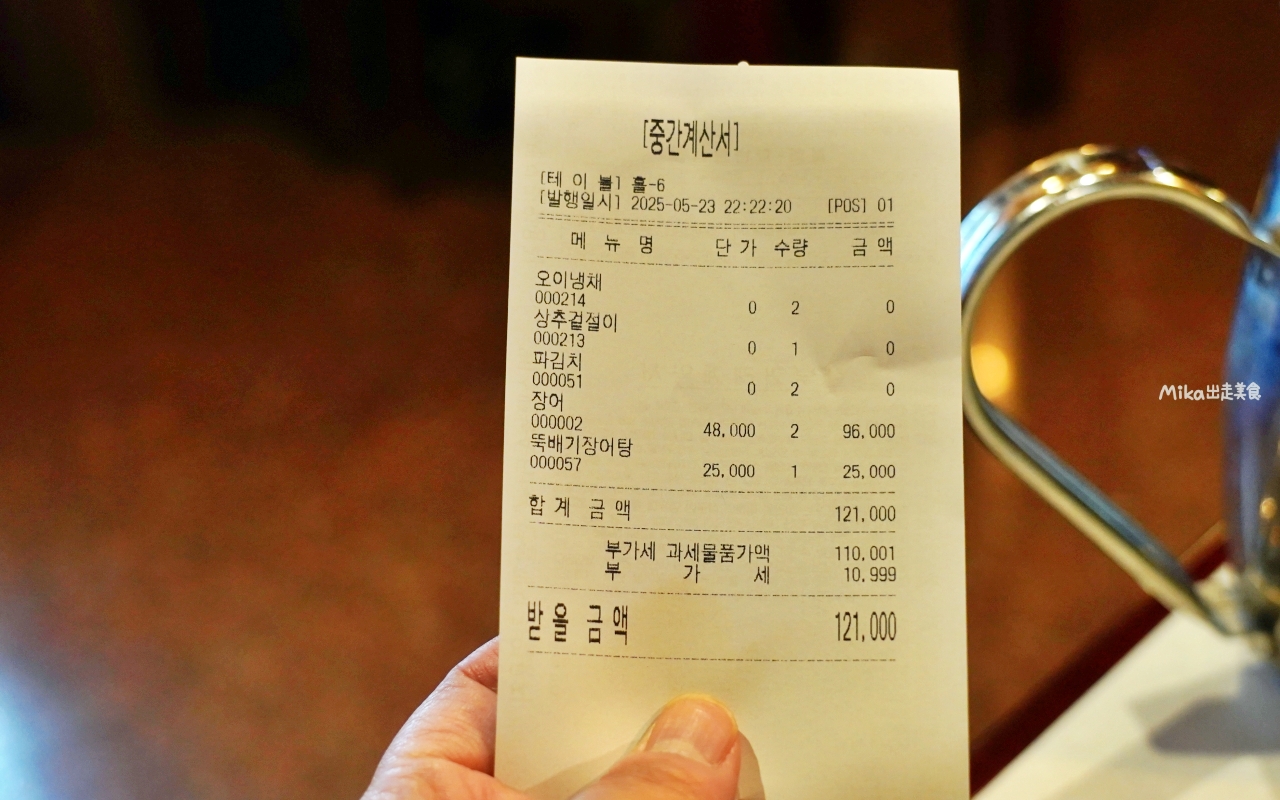 [중간계산서]
[테 이 블] 홀-6
[발행일시] 2025-05-23 22:22:20 [POS] 01
메 뉴 명 단 가 수량 금 액
오이냉채
000214 0 2 0
상추겉절이
000213 0 1 0
파김치
000051 0 2 0
장어
000002 48,000 2 96,000
뚝배기장어탕
000057 25,000 1 25,000
합 계 금 액 121,000
부가세 과세물품가액 110,001
부 가 세 10,999
받 을 금 액 121,000
Mika出走美食